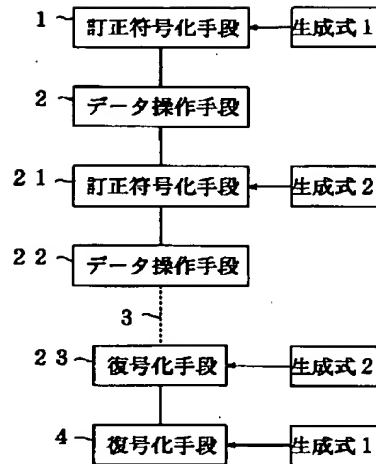 1 訂正符号化手段 生成式1
2 データ操作手段
21 訂正符号化手段 生成式2
22 データ操作手段
3
23 復号化手段 生成式2
4 復号化手段 生成式1